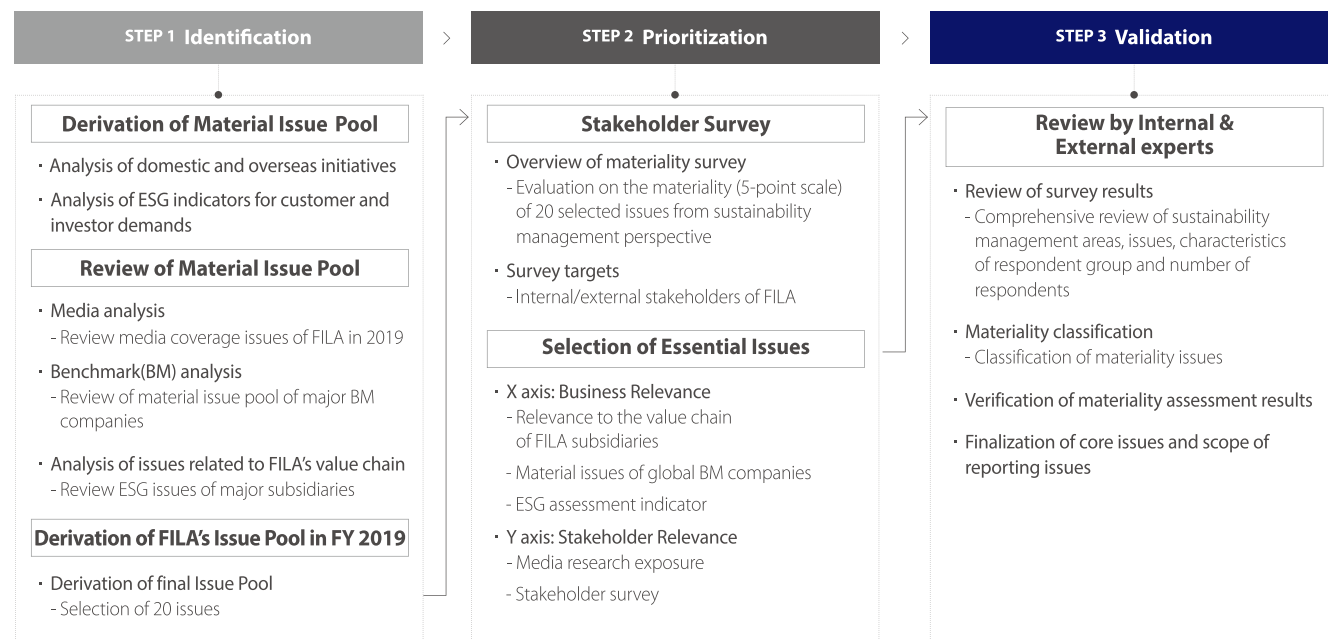 STEP 1 Identification
Derivation of Material Issue Pool
· Analysis of domestic and overseas initiatives
· Analysis of ESG indicators for customer and
investor demands
Review of Material Issue Pool
· Media analysis
- Review media coverage issues of FILA in 2019
· Benchmark(BM) analysis
- Review of material issue pool of major BM
companies
· Analysis of issues related to FILA’s value chain
- Review ESG issues of major subsidiaries
Derivation of FILA’s Issue Pool in FY 2019
· Derivation of final Issue Pool
- Selection of 20 issues
STEP 2 Prioritization
Stakeholder Survey
· Overview of materiality survey
- Evaluation on the materiality (5-point scale)
of 20 selected issues from sustainability
management perspective
· Survey targets
- Internal/external stakeholders of FILA
Selection of Essential Issues
· X axis: Business Relevance
- Relevance to the value chain
of FILA subsidiaries
- Material issues of global BM companies
- ESG assessment indicator
· Y axis: Stakeholder Relevance
- Media research exposure
- Stakeholder survey
STEP 3 Validation
Review by Internal &
External experts
· Review of survey results
- Comprehensive review of sustainability
management areas, issues, characteristics
of respondent group and number of
respondents
· Materiality classification
- Classification of materiality issues
· Verification of materiality assessment results
· Finalization of core issues and scope of
reporting issues